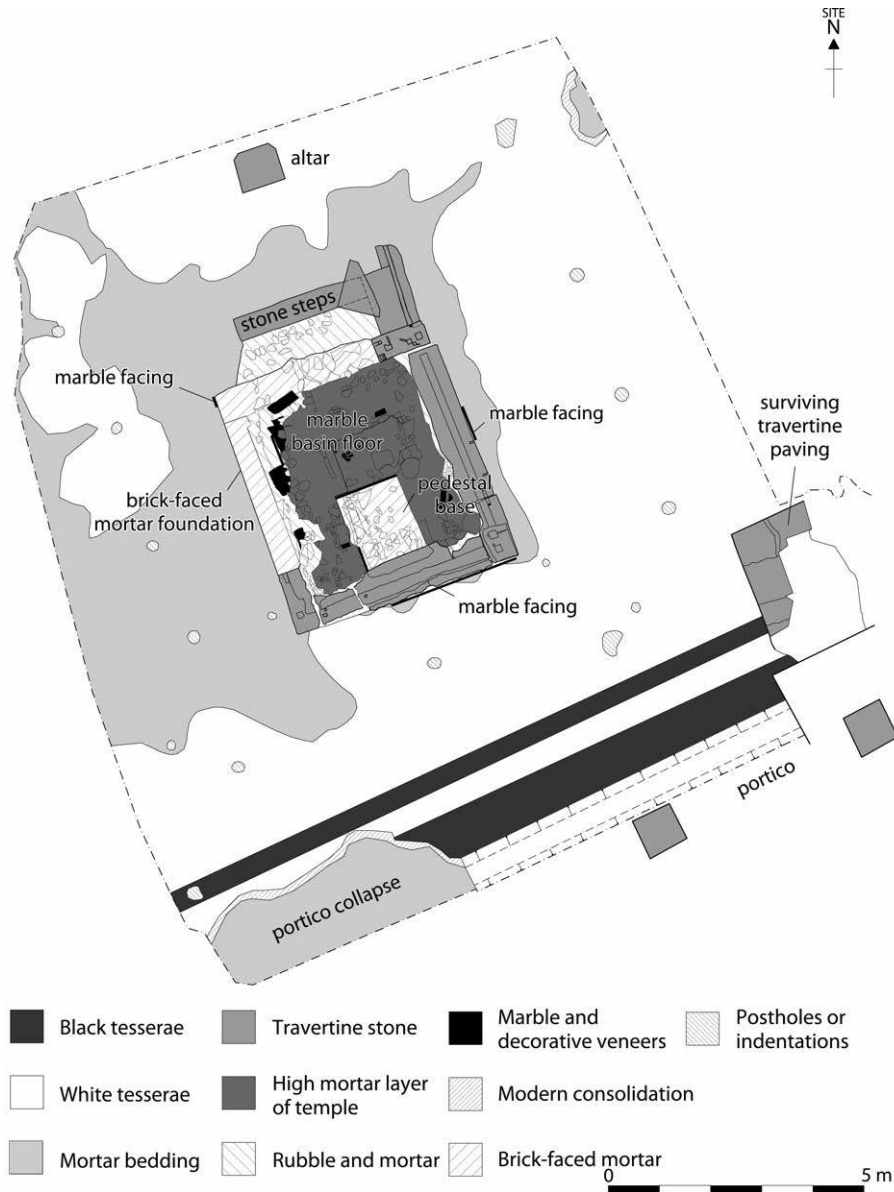 SITE
N
altar
stone steps
marble facing
marble
basin floor
marble facing
surviving
travertine
paving
brick-faced
mortar foundation
pedestal
base
marble facing
portico
portico collapse
Black tesserae
Travertine stone
Marble and
decorative veneers
Postholes or
indentations
White tesserae
High mortar layer
of temple
Modern consolidation
Mortar bedding
Rubble and mortar
Brick-faced mortar
0
5 m